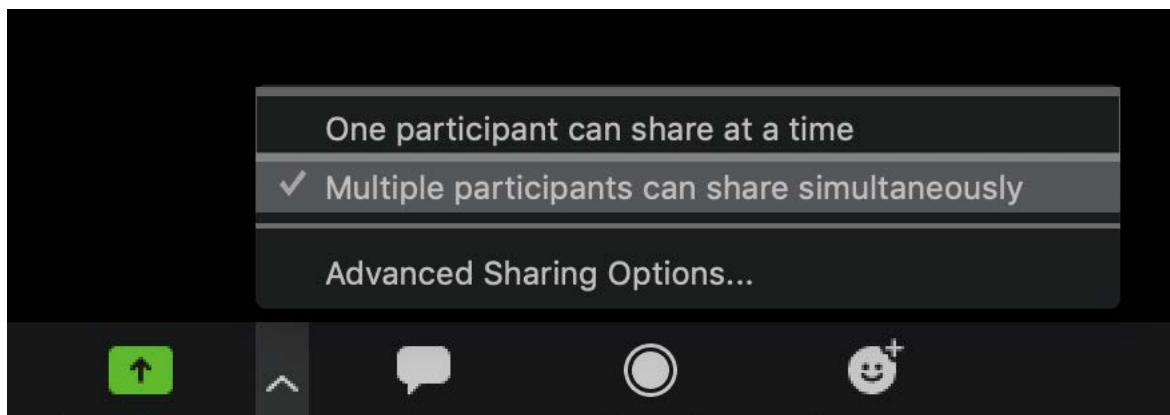 One participant can share at a time
Multiple participants can share simultaneously
Advanced Sharing Options...